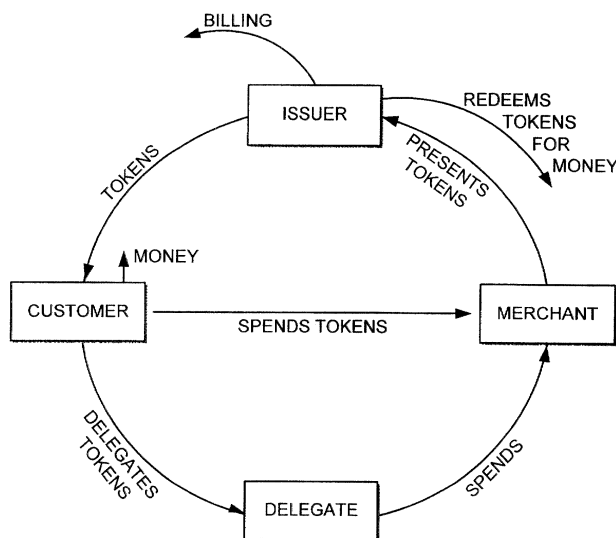 BILLING
ISSUER
REDEEMS
TOKENS
FOR
MONEY
PRESENTS
TOKENS
TOKENS
MONEY
CUSTOMER
SPENDS TOKENS
MERCHANT
DELEGATES
TOKENS
DELEGATE
SPENDS